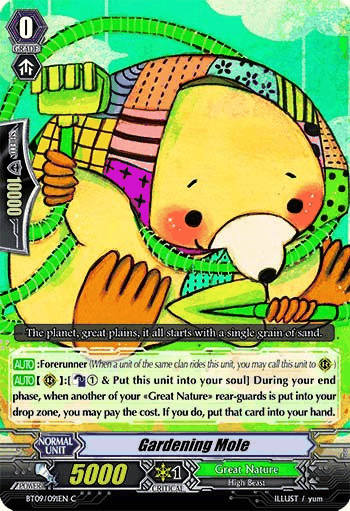 0
GRADE
10000
SHIELD
The planet, great plains, it all starts with a single grain of sand.
AUTO :Forerunner (When a unit of the same clan rides this unit, you may call this unit to (RC))
AUTO [(RC)]:[(1) & Put this unit into your soul] During your end
phase, when another of your «Great Nature» rear-guards is put into your
drop zone, you may pay the cost. If you do, put that card into your hand.
NORMAL UNIT
Gardening Mole
POWER
5000
1
CRITICAL
Great Nature
High Beast
BT09/091EN C
ILLUST / yum